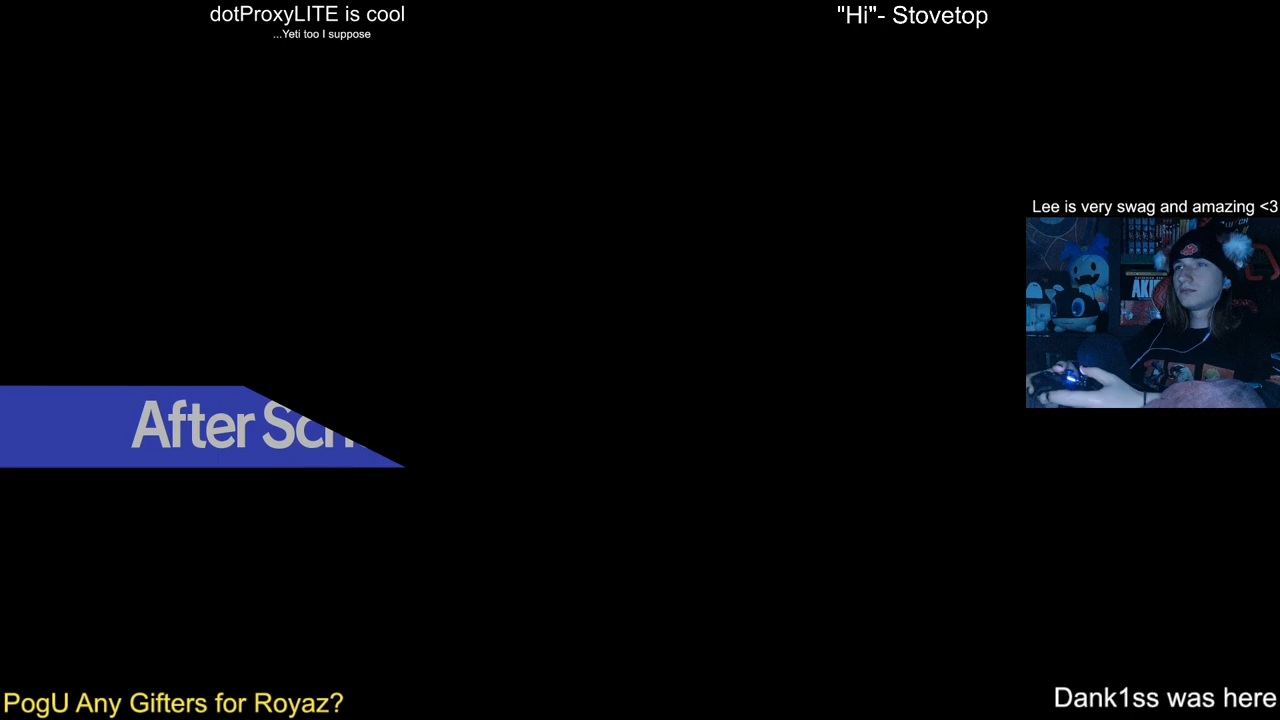 dotProxyLITE is cool
...Yeti too I suppose
"Hi"- Stovetop
Lee is very swag and amazing <3
After
PogU Any Gifters for Royaz?
Dank1ss was here